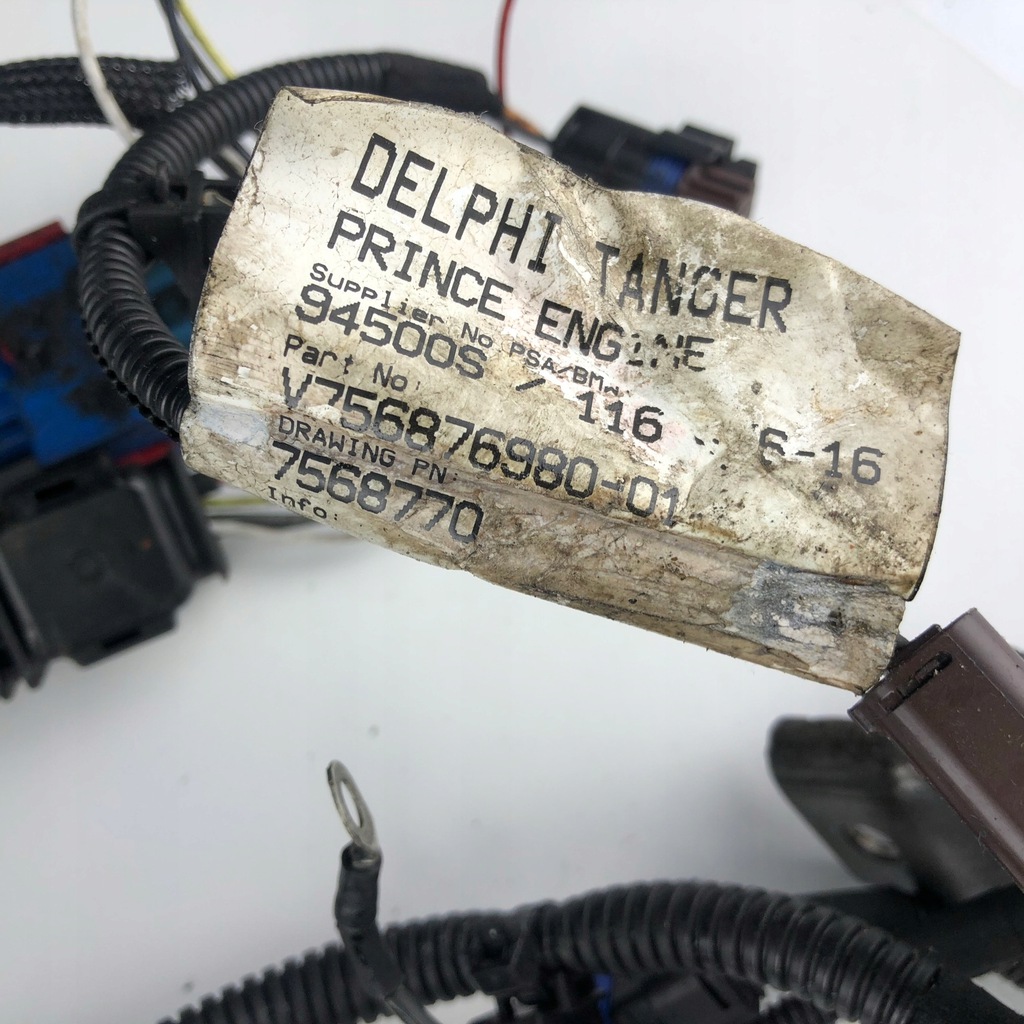 DELPHI TANGER
PRINCE ENGINE
Supplier No PSA/BMW:
94500S / 116 6-16
Part No:
V756876980-01
DRAWING PN:
7568770
Info: